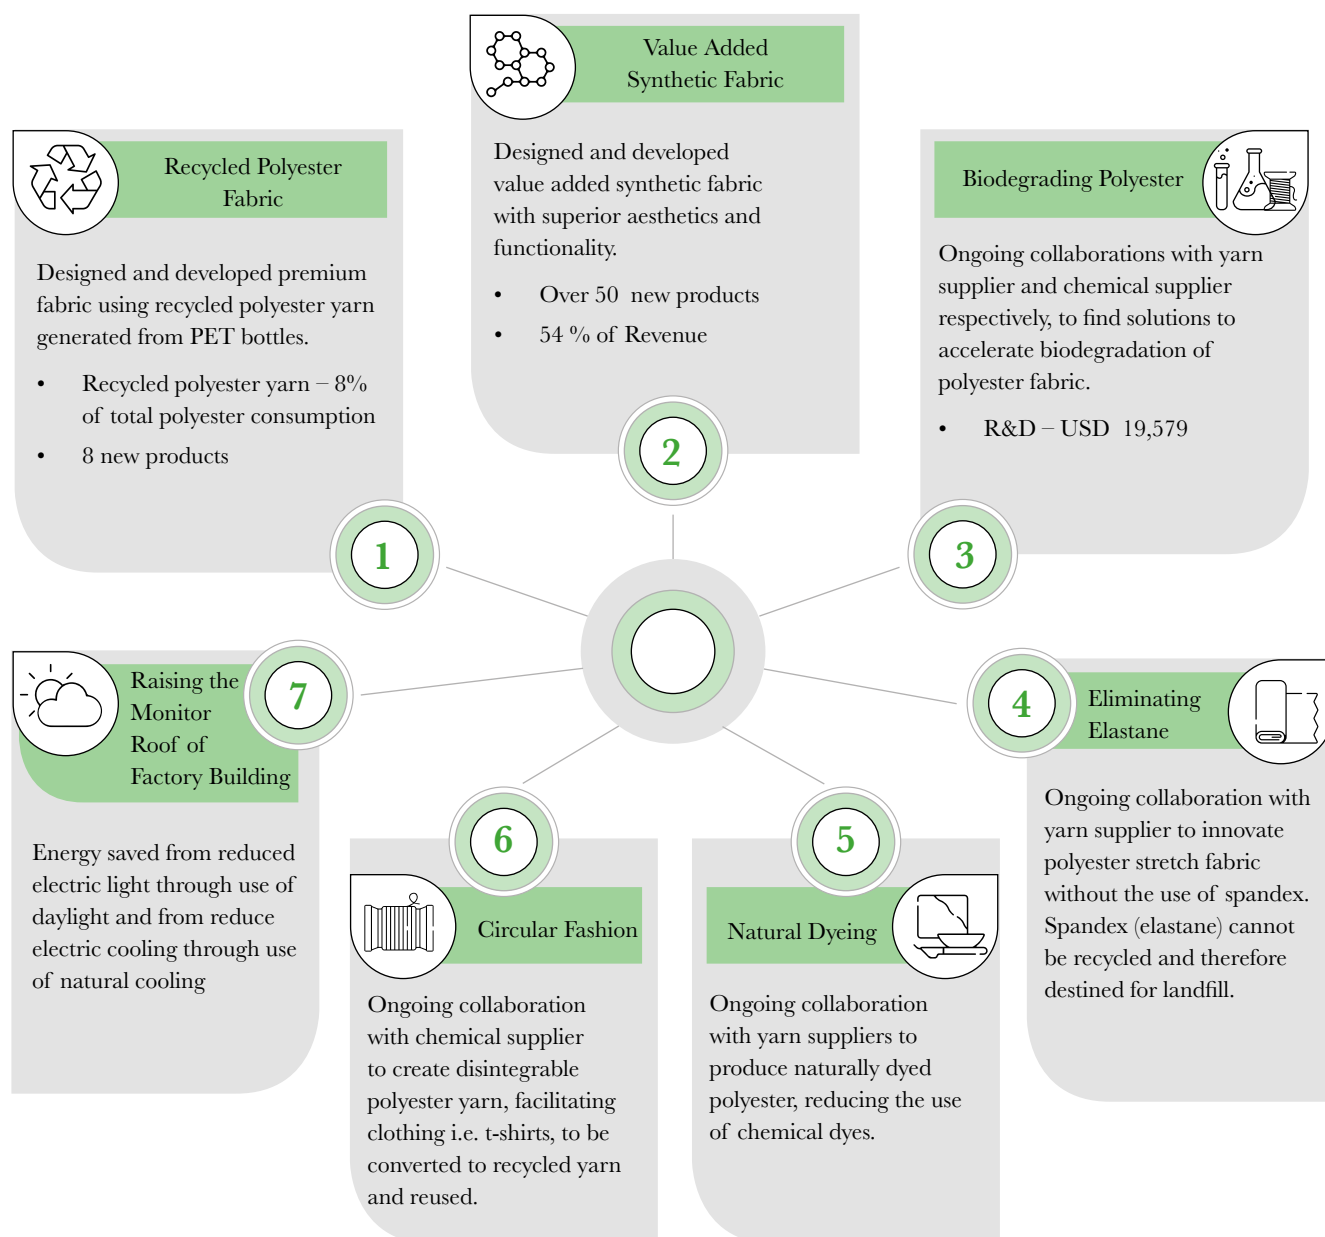 Recycled Polyester
Fabric
Designed and developed premium
fabric using recycled polyester yarn
generated from PET bottles.
• Recycled polyester yarn – 8%
of total polyester consumption
• 8 new products
1
Value Added
Synthetic Fabric
Designed and developed
value added synthetic fabric
with superior aesthetics and
functionality.
• Over 50 new products
• 54 % of Revenue
2
Biodegrading Polyester
Ongoing collaborations with yarn
supplier and chemical supplier
respectively, to find solutions to
accelerate biodegradation of
polyester fabric.
• R&D – USD 19,579
3
4
Eliminating
Elastane
Ongoing collaboration with
yarn supplier to innovate
polyester stretch fabric
without the use of spandex.
Spandex (elastane) cannot
be recycled and therefore
destined for landfill.
5
Natural Dyeing
Ongoing collaboration
with yarn suppliers to
produce naturally dyed
polyester, reducing the use
of chemical dyes.
6
Circular Fashion
Ongoing collaboration
with chemical supplier
to create disintegrable
polyester yarn, facilitating
clothing i.e. t-shirts, to be
converted to recycled yarn
and reused.
7
Raising the
Monitor
Roof of
Factory Building
Energy saved from reduced
electric light through use of
daylight and from reduce
electric cooling through use
of natural cooling